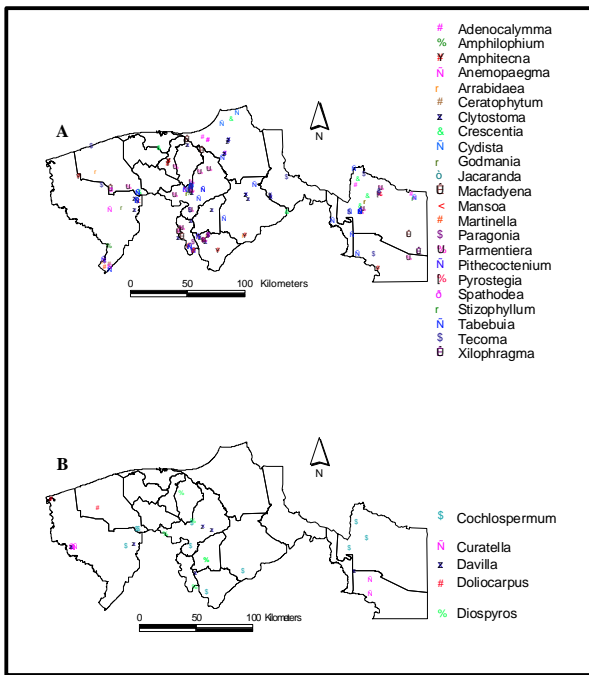 Adenocalymma
Amphilophium
Amphitecna
Anemopaegma
Arrabidaea
Ceratophytum
Clytostoma
Crescentia
Cydista
Godmania
Jacaranda
Macfadyena
Mansoa
Martinella
Paragonia
Parmentiera
Pithecoctenium
Pyrostegia
Spathodea
Stizophyllum
Tabebuia
Tecoma
Xilophragma
A
N
0 50 100 Kilometers
B
N
Cochlospermum
Curatella
Davilla
Doliocarpus
Diospyros
0 50 100 Kilometers